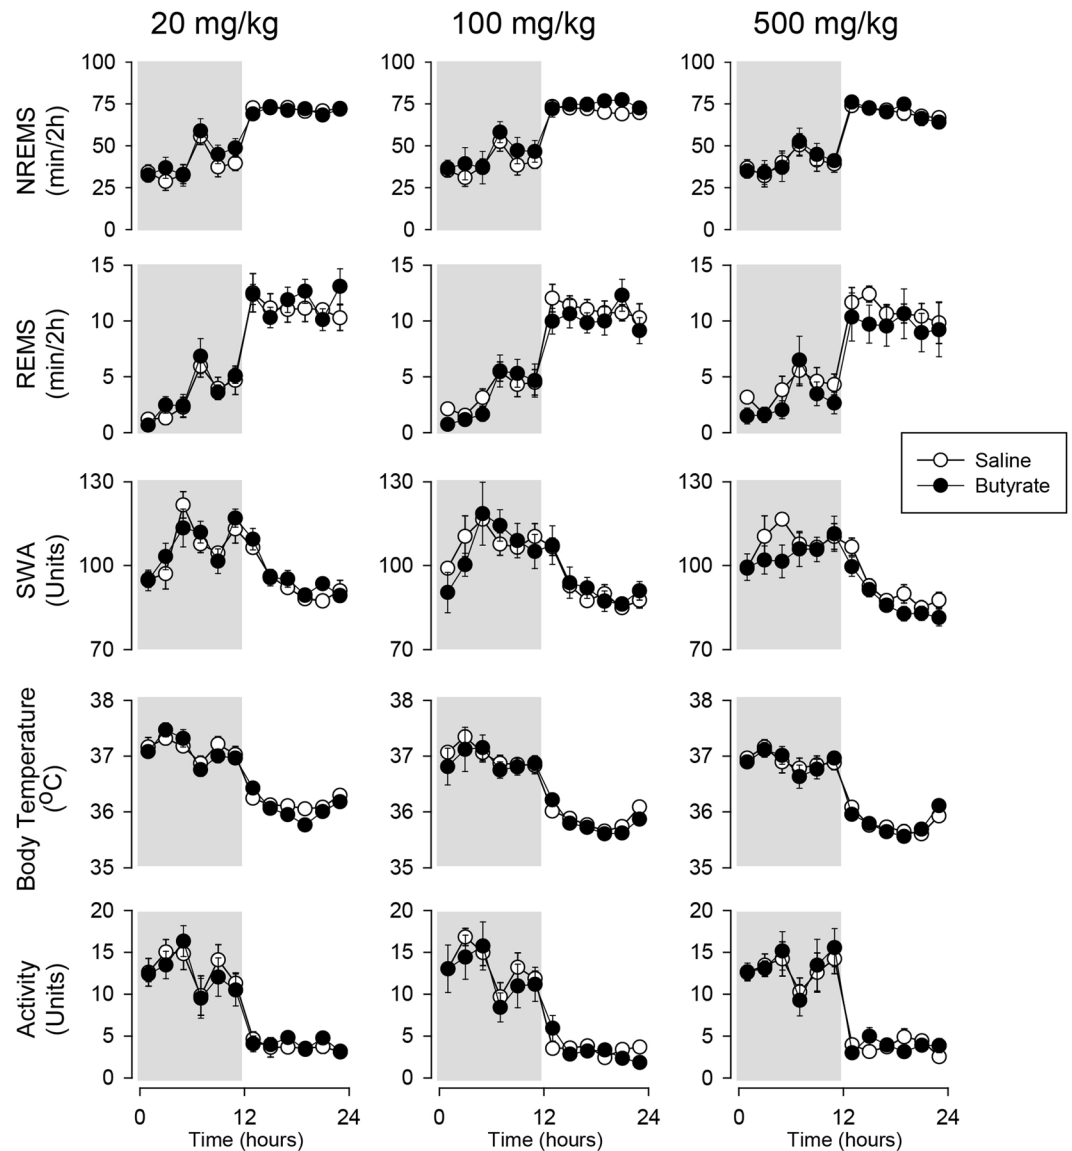 20 mg/kg 100 mg/kg 500 mg/kg
NREMS
(min/2h)
100 100 100
75 75 75
50 50 50
25 25 25
0 0 0
REMS
(min/2h)
15 15 15
10 10 10
5 5 5
0 0 0
Saline
Butyrate
SWA
(Units)
130 130 130
100 100 100
70 70 70
Body Temperature
(°C)
38 38 38
37 37 37
36 36 36
35 35 35
Activity
(Units)
20 20 20
15 15 15
10 10 10
5 5 5
0 0 0
0 12 24 0 12 24 0 12 24
Time (hours) Time (hours) Time (hours)